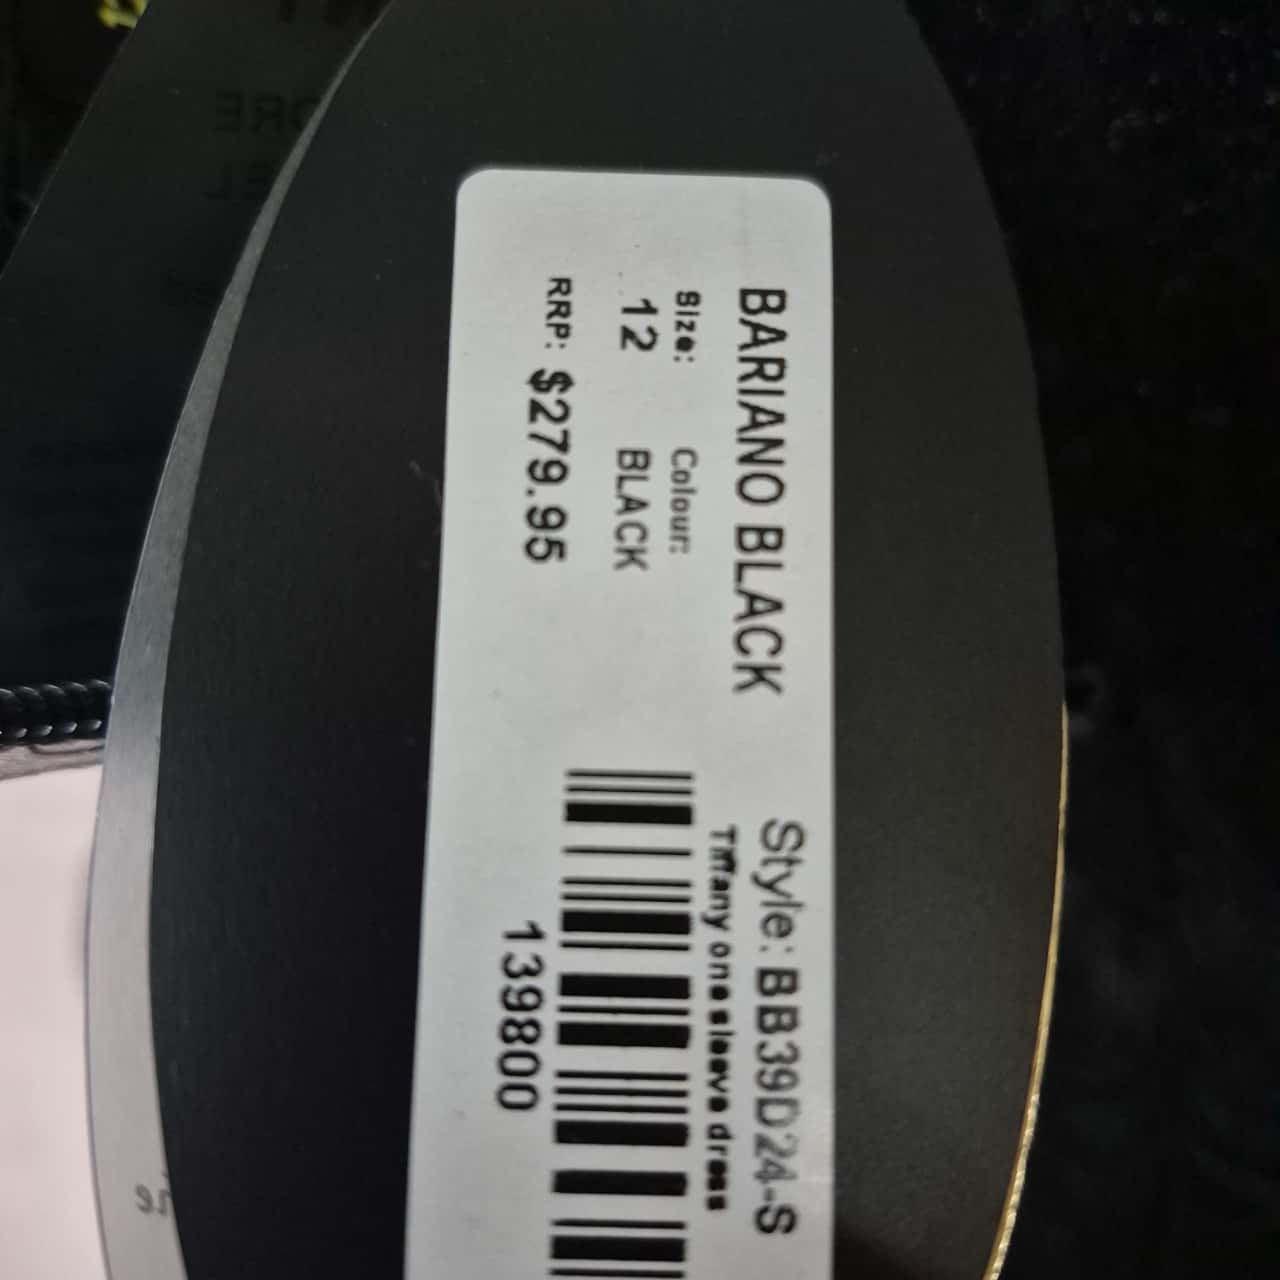 BARIANO BLACK
Style: BB39D24-S
Tiffany one sleeve dress
Size: Colour:
12 BLACK
RRP: $279.95
139800